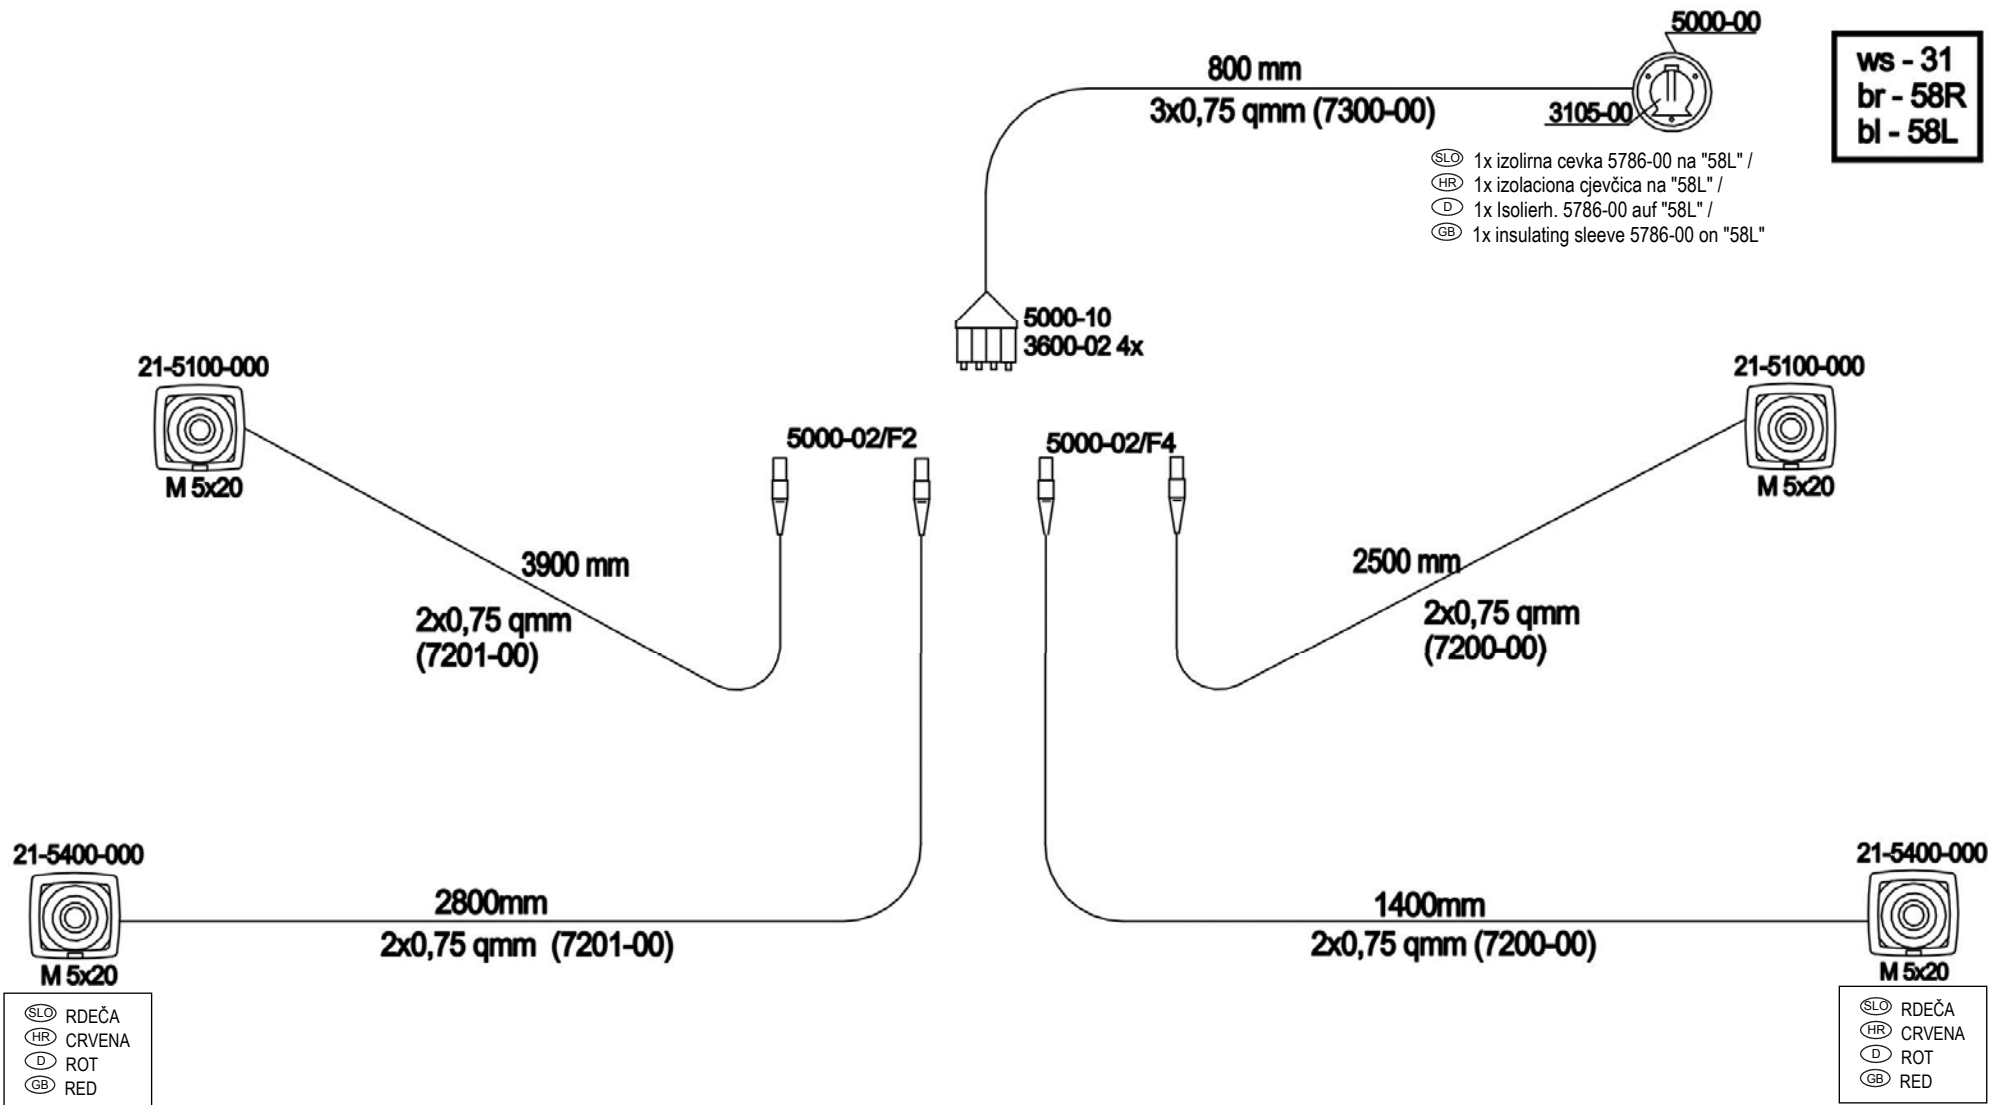 5000-00
800 mm
3x0,75 qmm (7300-00)
3105-00
ws - 31
br - 58R
bl - 58L
SLO 1x izolirna cevka 5786-00 na "58L" /
HR 1x izolaciona cjevčica na "58L" /
D 1x Isolierh. 5786-00 auf "58L" /
GB 1x insulating sleeve 5786-00 on "58L"
5000-10
3600-02 4x
21-5100-000
M 5x20
21-5100-000
M 5x20
5000-02/F2
5000-02/F4
3900 mm
2x0,75 qmm
(7201-00)
2500 mm
2x0,75 qmm
(7200-00)
21-5400-000
M 5x20
2800mm
2x0,75 qmm (7201-00)
1400mm
2x0,75 qmm (7200-00)
21-5400-000
M 5x20
SLO RDEČA
HR CRVENA
D ROT
GB RED
SLO RDEČA
HR CRVENA
D ROT
GB RED